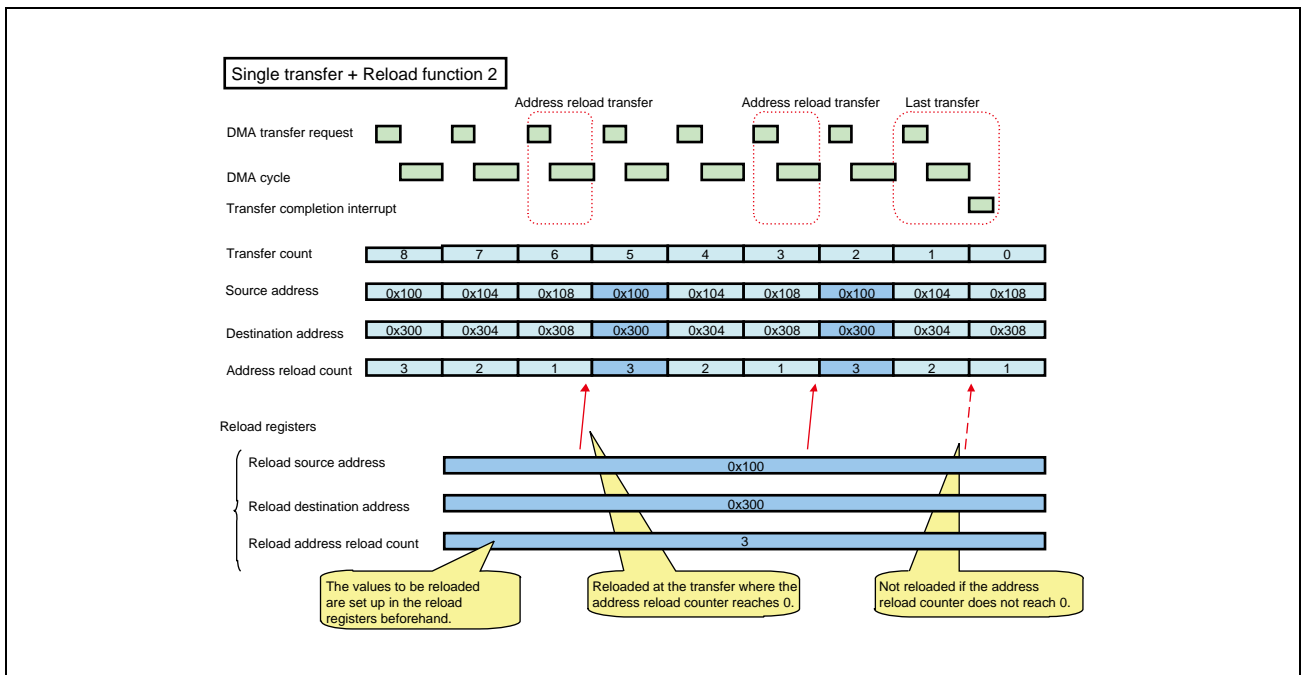 Single transfer + Reload function 2
Address reload transfer Address reload transfer Last transfer
DMA transfer request
DMA cycle
Transfer completion interrupt
Transfer count 8 7 6 5 4 3 2 1 0
Source address 0x100 0x104 0x108 0x100 0x104 0x108 0x100 0x104 0x108
Destination address 0x300 0x304 0x308 0x300 0x304 0x308 0x300 0x304 0x308
Address reload count 3 2 1 3 2 1 3 2 1
Reload registers
Reload source address 0x100
Reload destination address 0x300
Reload address reload count 3
The values to be reloaded
are set up in the reload
registers beforehand.
Reloaded at the transfer where the
address reload counter reaches 0.
Not reloaded if the address
reload counter does not reach 0.